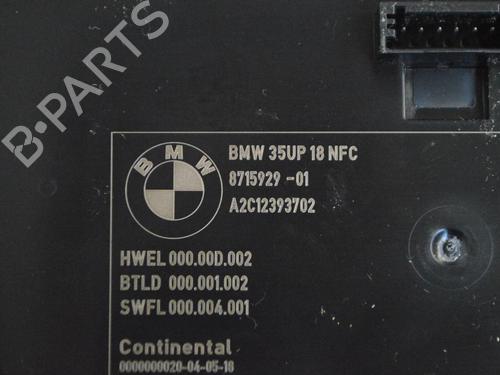 B-PARTS
BMW
BMW 35UP 18 NFC
8715929 -01
A2C12393702
HWEL 000.00D.002
BTLD 000.001.002
SWFL 000.004.001
Continental
0000000020-04-05-18